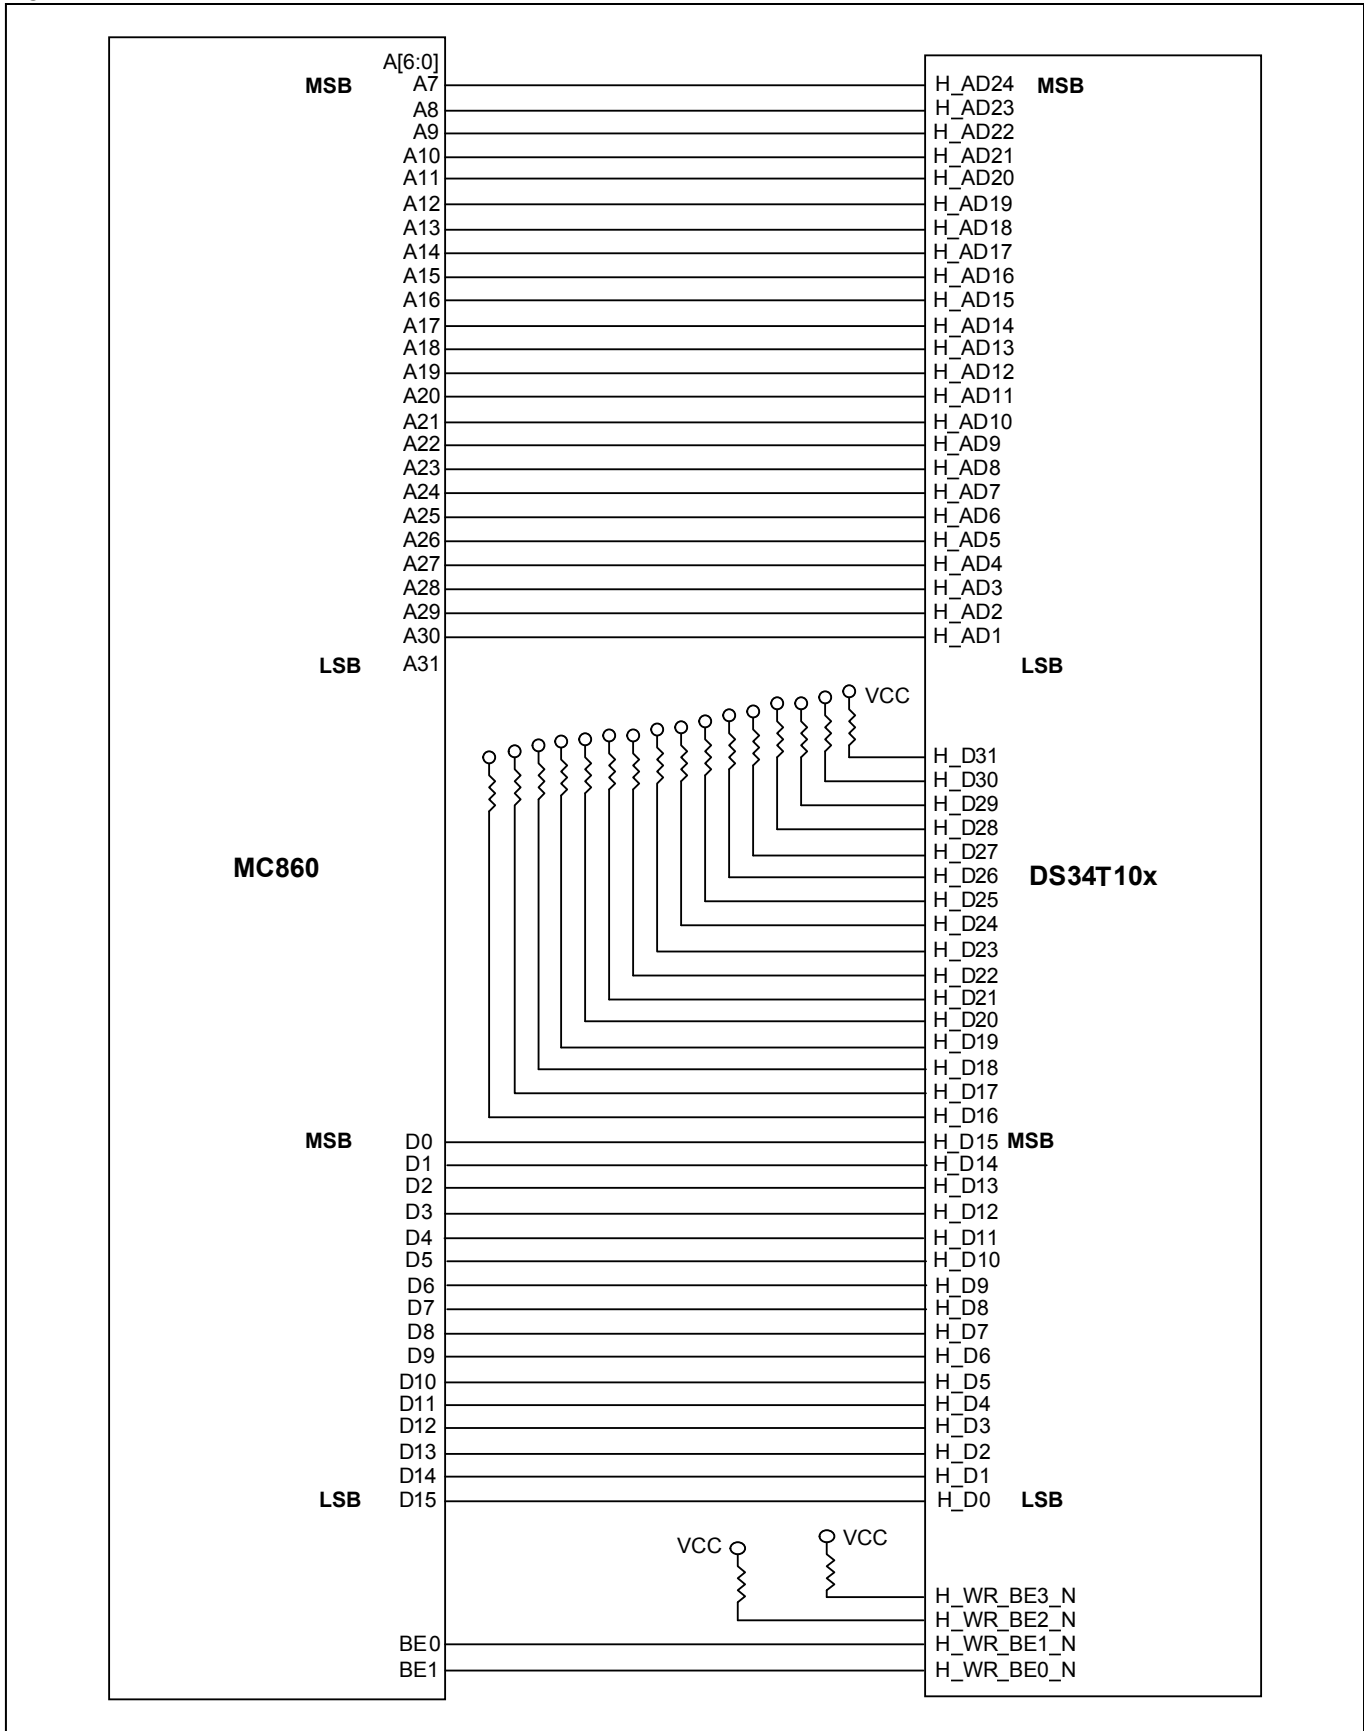 A[6:0]
MSB A7 H_AD24 MSB
A8 H_AD23
A9 H_AD22
A10 H_AD21
A11 H_AD20
A12 H_AD19
A13 H_AD18
A14 H_AD17
A15 H_AD16
A16 H_AD15
A17 H_AD14
A18 H_AD13
A19 H_AD12
A20 H_AD11
A21 H_AD10
A22 H_AD9
A23 H_AD8
A24 H_AD7
A25 H_AD6
A26 H_AD5
A27 H_AD4
A28 H_AD3
A29 H_AD2
A30 H_AD1
LSB A31 LSB
VCC
H_D31
H_D30
H_D29
H_D28
H_D27
MC860 DS34T10x
H_D26
H_D25
H_D24
H_D23
H_D22
H_D21
H_D20
H_D19
H_D18
H_D17
H_D16
MSB D0 H_D15 MSB
D1 H_D14
D2 H_D13
D3 H_D12
D4 H_D11
D5 H_D10
D6 H_D9
D7 H_D8
D8 H_D7
D9 H_D6
D10 H_D5
D11 H_D4
D12 H_D3
D13 H_D2
D14 H_D1
LSB D15 H_D0 LSB
VCC VCC
H_WR_BE3_N
H_WR_BE2_N
BE0 H_WR_BE1_N
BE1 H_WR_BE0_N